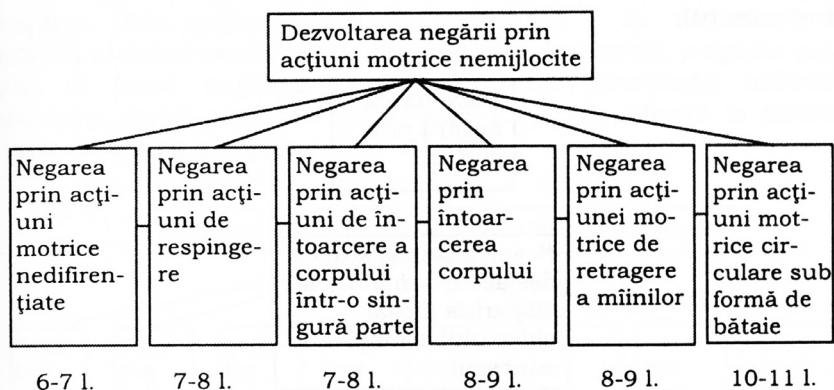 Dezvoltarea negării prin
acţiuni motrice nemijlocite
Negarea
prin acţi-
uni
motrice
nedifiren-
ţiate
Negarea
prin acţi-
uni de
respinge-
re
Negarea
prin acţi-
uni de în-
toarcere a
corpului
într-o sin-
gură parte
Negarea
prin
întoar-
cerea
corpului
Negarea
prin acţi-
unei mo-
trice de
retragere
a mîinilor
Negarea
prin acţi-
uni mot-
rice cir-
culare sub
formă de
bătaie
6-7 l.
7-8 l.
7-8 l.
8-9 l.
8-9 l.
10-11 l.